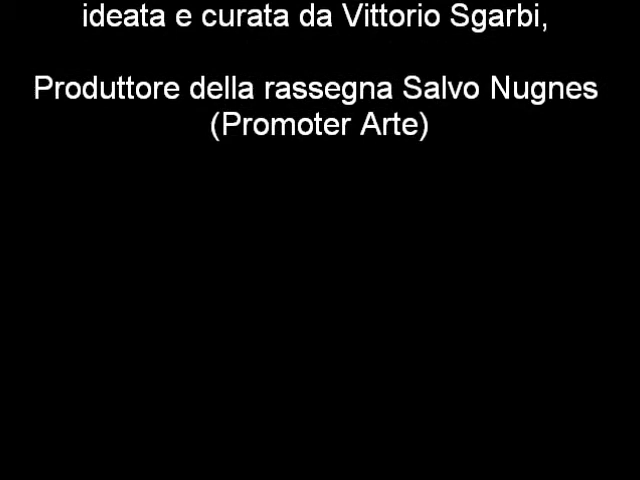 ideata e curata da Vittorio Sgarbi,
Produttore della rassegna Salvo Nugnes
(Promoter Arte)